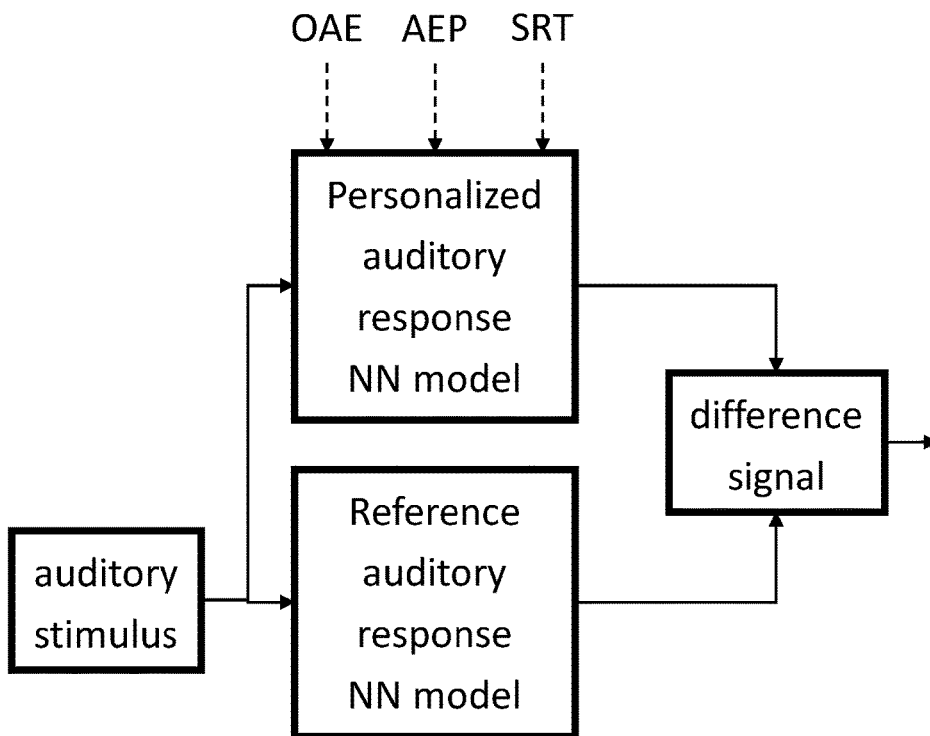 OAE AEP SRT
Personalized
auditory
response
NN model
difference
signal
Reference
auditory
response
NN model
auditory
stimulus